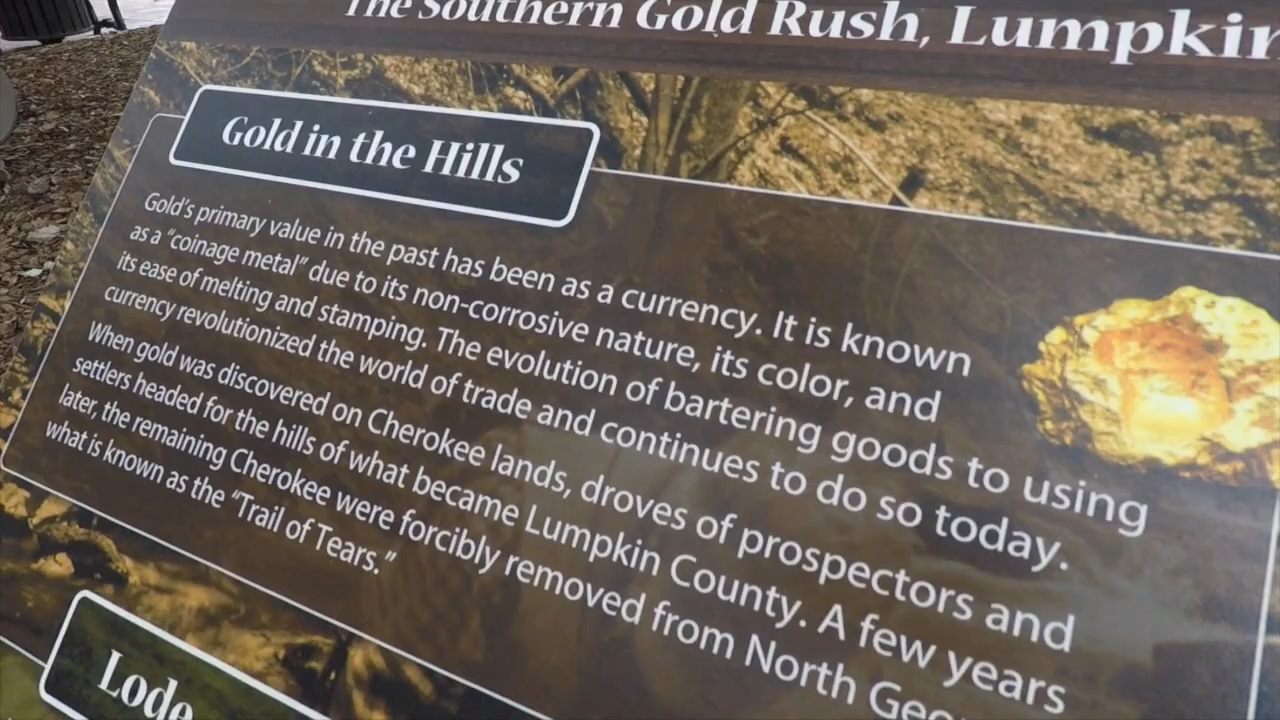 The Southern Gold Rush, Lumpkin
Gold in the Hills
Gold's primary value in the past has been as a currency. It is known
as a "coinage metal" due to its non-corrosive nature, its color, and
its ease of melting and stamping. The evolution of bartering goods to using
currency revolutionized the world of trade and continues to do so today.
When gold was discovered on Cherokee lands, droves of prospectors and
settlers headed for the hills of what became Lumpkin County. A few years
later, the remaining Cherokee were forcibly removed from North Geor
what is known as the "Trail of Tears."
Lode